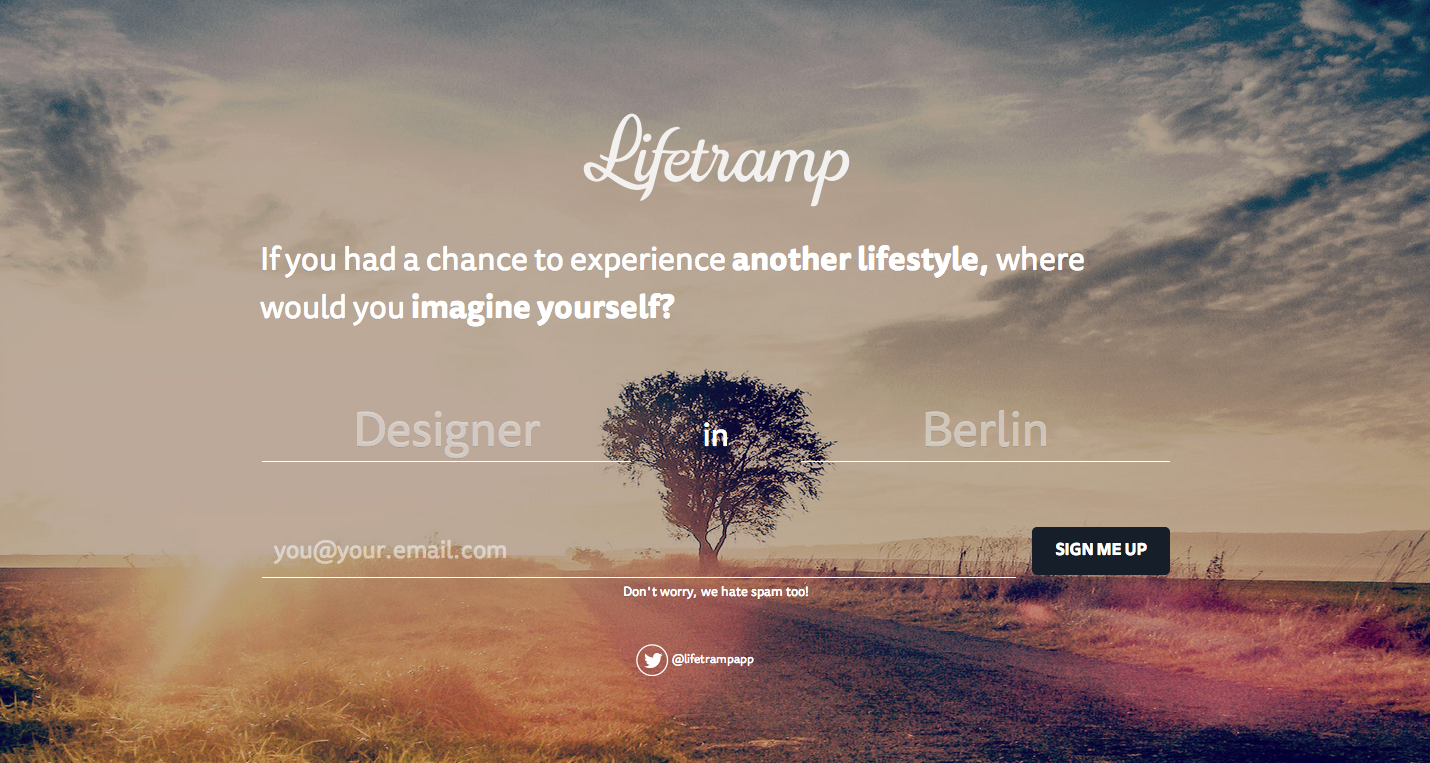 Lifetramp
If you had a chance to experience another lifestyle, where
would you imagine yourself?
Designer in Berlin
you@your.email.com SIGN ME UP
Don't worry, we hate spam too!
@lifetrampapp